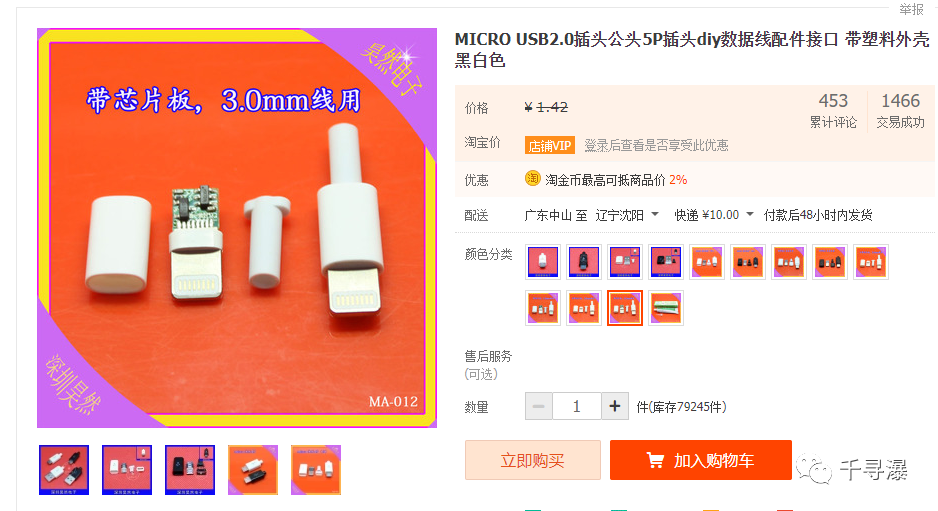 举报
MICRO USB2.0插头公头5P插头diy数据线配件接口 带塑料外壳
黑白色
昊然电子
带芯片板，3.0mm线用
深圳昊然
MA-012
价格
¥ 1.42
453
累计评论
1466
交易成功
淘宝价
店铺VIP 登录后查看是否享受此优惠
优惠
淘 淘金币最高可抵商品价 2%
配送
广东中山 至 辽宁沈阳 快递 ¥10.00 付款后48小时内发货
颜色分类
售后服务
(可选)
数量
− 1 + 件(库存79245件)
立即购买
加入购物车
千寻瀑